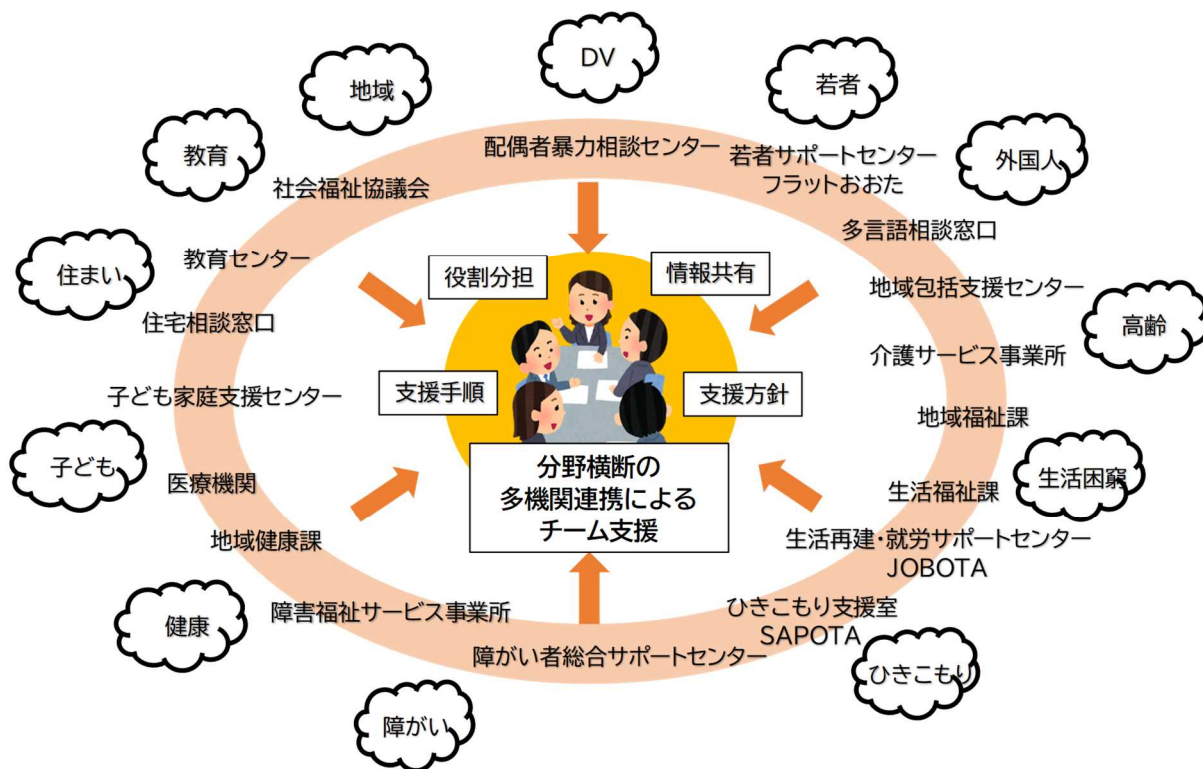 DV
地域
若者
教育
外国人
配偶者暴力相談センター
若者サポートセンター
フラットおおた
社会福祉協議会
多言語相談窓口
住まい
教育センター
役割分担
情報共有
地域包括支援センター
高齢
住宅相談窓口
介護サービス事業所
子ども家庭支援センター
支援手順
支援方針
地域福祉課
子ども
医療機関
分野横断の
多機関連携による
チーム支援
生活困窮
生活福祉課
地域健康課
生活再建・就労サポートセンター
JOBOTA
健康
障害福祉サービス事業所
ひきこもり支援室
SAPOTA
障がい者総合サポートセンター
ひきこもり
障がい